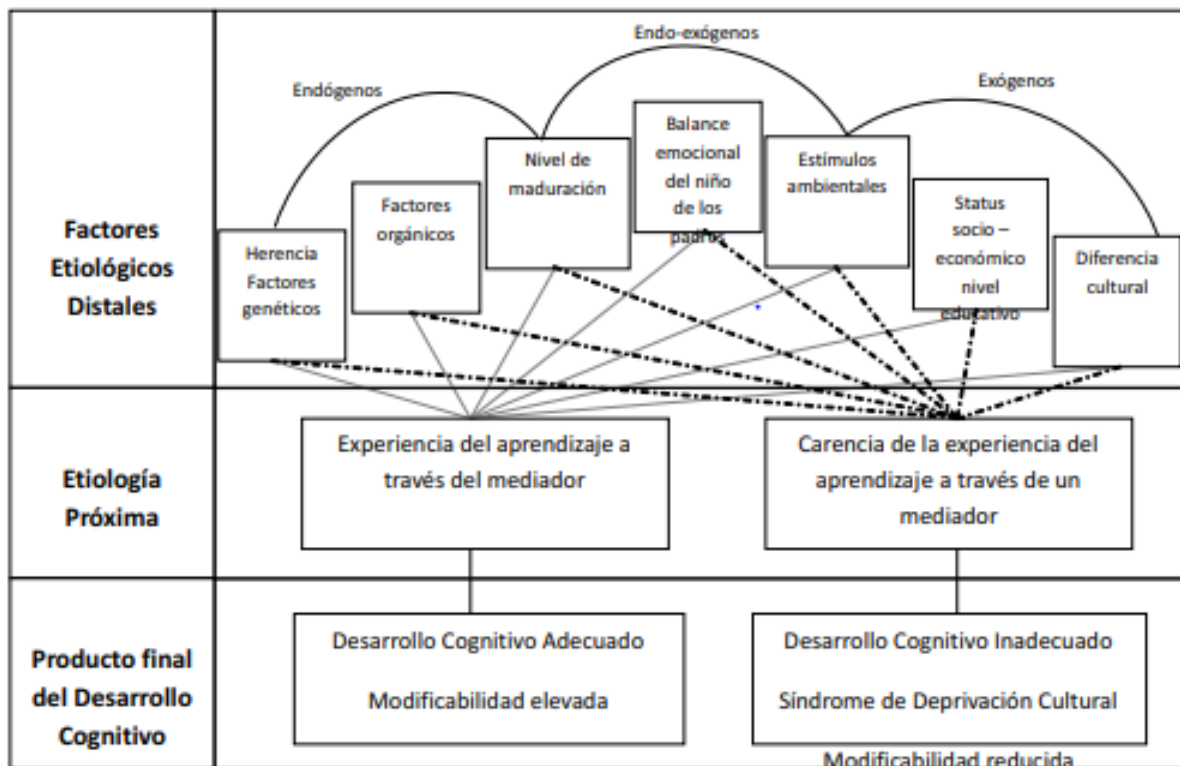 Factores
Etiológicos
Distales
Endógenos
Endo-exógenos
Exógenos
Herencia
Factores
genéticos
Factores
orgánicos
Nivel de
maduración
Balance
emocional
del niño
de los
padres
Estímulos
ambientales
Status
socio –
económico
nivel
educativo
Diferencia
cultural
Etiología
Próxima
Experiencia del aprendizaje a
través del mediador
Carencia de la experiencia del
aprendizaje a través de un
mediador
Producto final
del Desarrollo
Cognitivo
Desarrollo Cognitivo Adecuado
Modificabilidad elevada
Desarrollo Cognitivo Inadecuado
Síndrome de Deprivación Cultural
Modificabilidad reducida